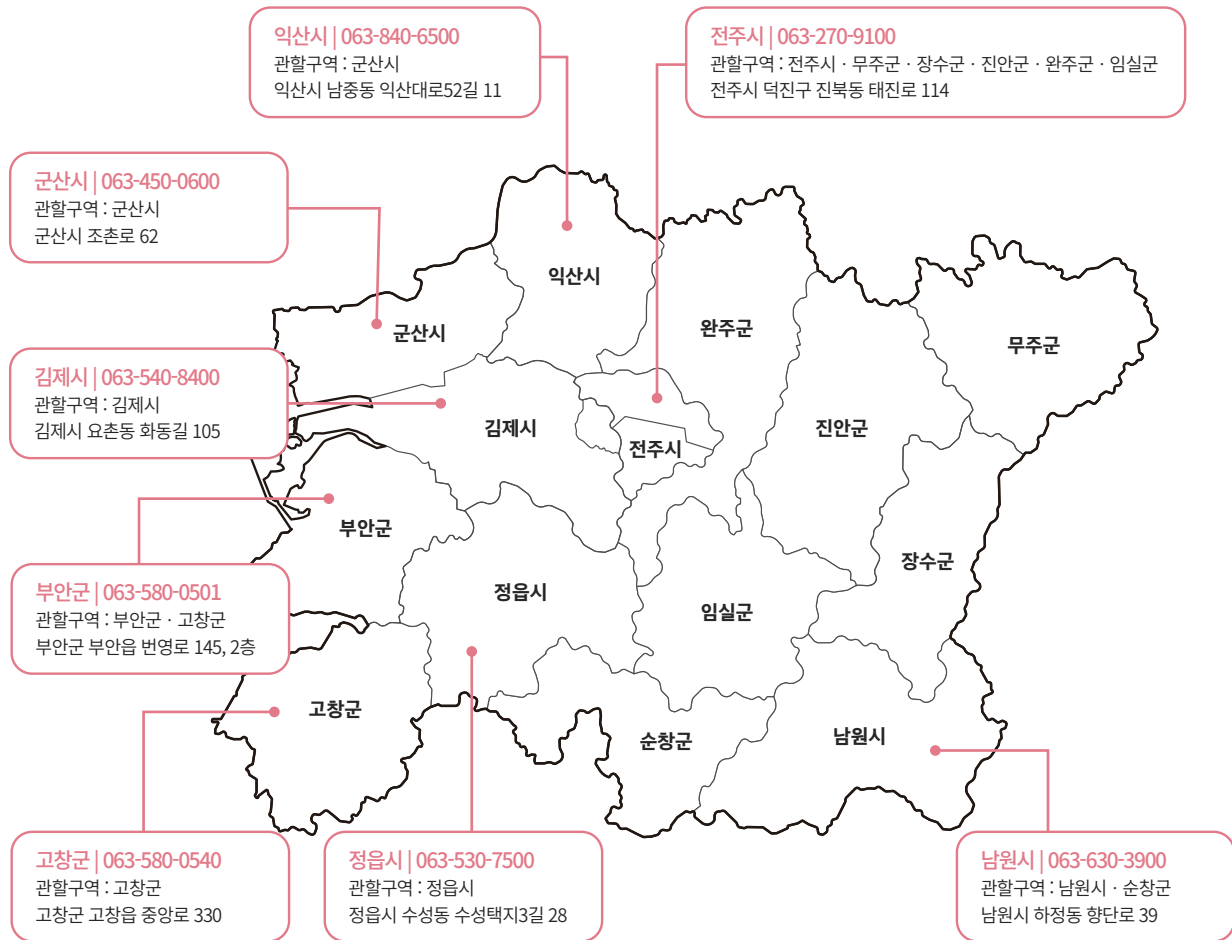 익산시 | 063-840-6500
관할구역 : 군산시
익산시 남중동 익산대로52길 11
전주시 | 063-270-9100
관할구역 : 전주시 · 무주군 · 장수군 · 진안군 · 완주군 · 임실군
전주시 덕진구 진북동 태진로 114
군산시 | 063-450-0600
관할구역 : 군산시
군산시 조촌로 62
김제시 | 063-540-8400
관할구역 : 김제시
김제시 요촌동 화동길 105
부안군 | 063-580-0501
관할구역 : 부안군 · 고창군
부안군 부안읍 번영로 145, 2층
익산시
군산시
완주군
무주군
김제시
전주시
진안군
부안군
정읍시
임실군
장수군
고창군
순창군
남원시
고창군 | 063-580-0540
관할구역 : 고창군
고창군 고창읍 중앙로 330
정읍시 | 063-530-7500
관할구역 : 정읍시
정읍시 수성동 수성택지3길 28
남원시 | 063-630-3900
관할구역 : 남원시 · 순창군
남원시 하정동 향단로 39